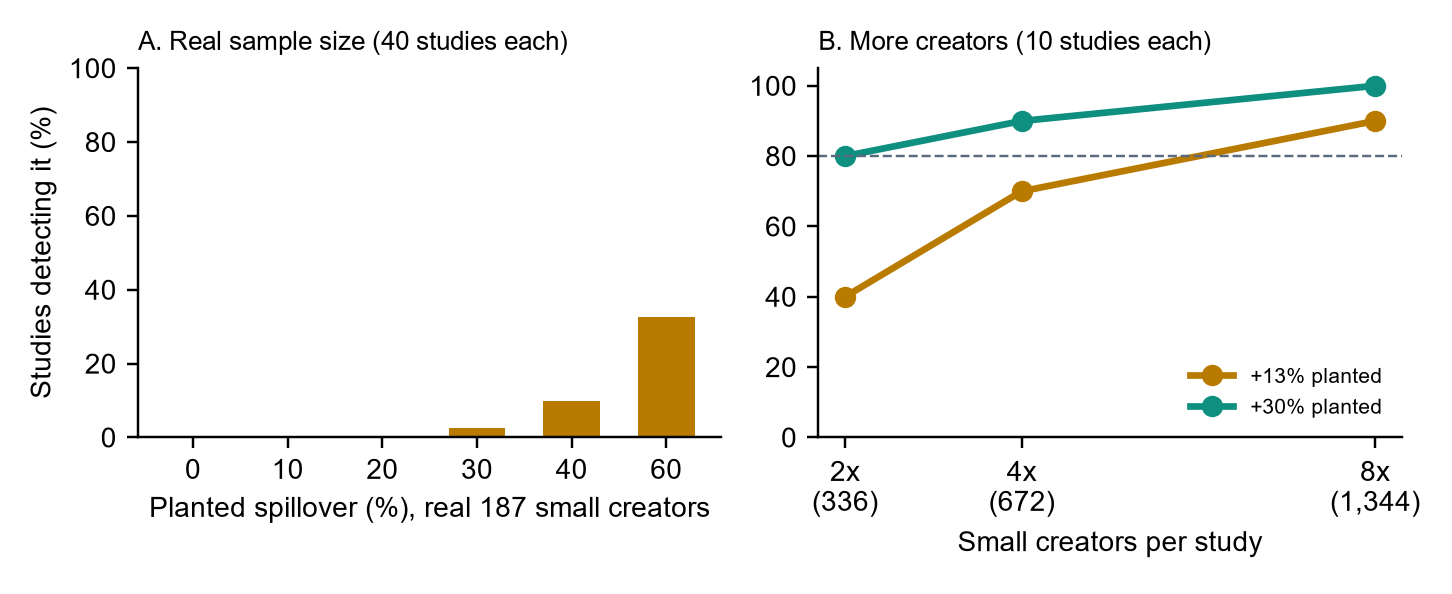 A. Real sample size (40 studies each)
100
80
60
40
20
0
Studies detecting it (%)
0 10 20 30 40 60
Planted spillover (%), real 187 small creators
B. More creators (10 studies each)
100
80
60
40
20
0
+13% planted
+30% planted
2x 4x 8x
(336) (672) (1,344)
Small creators per study